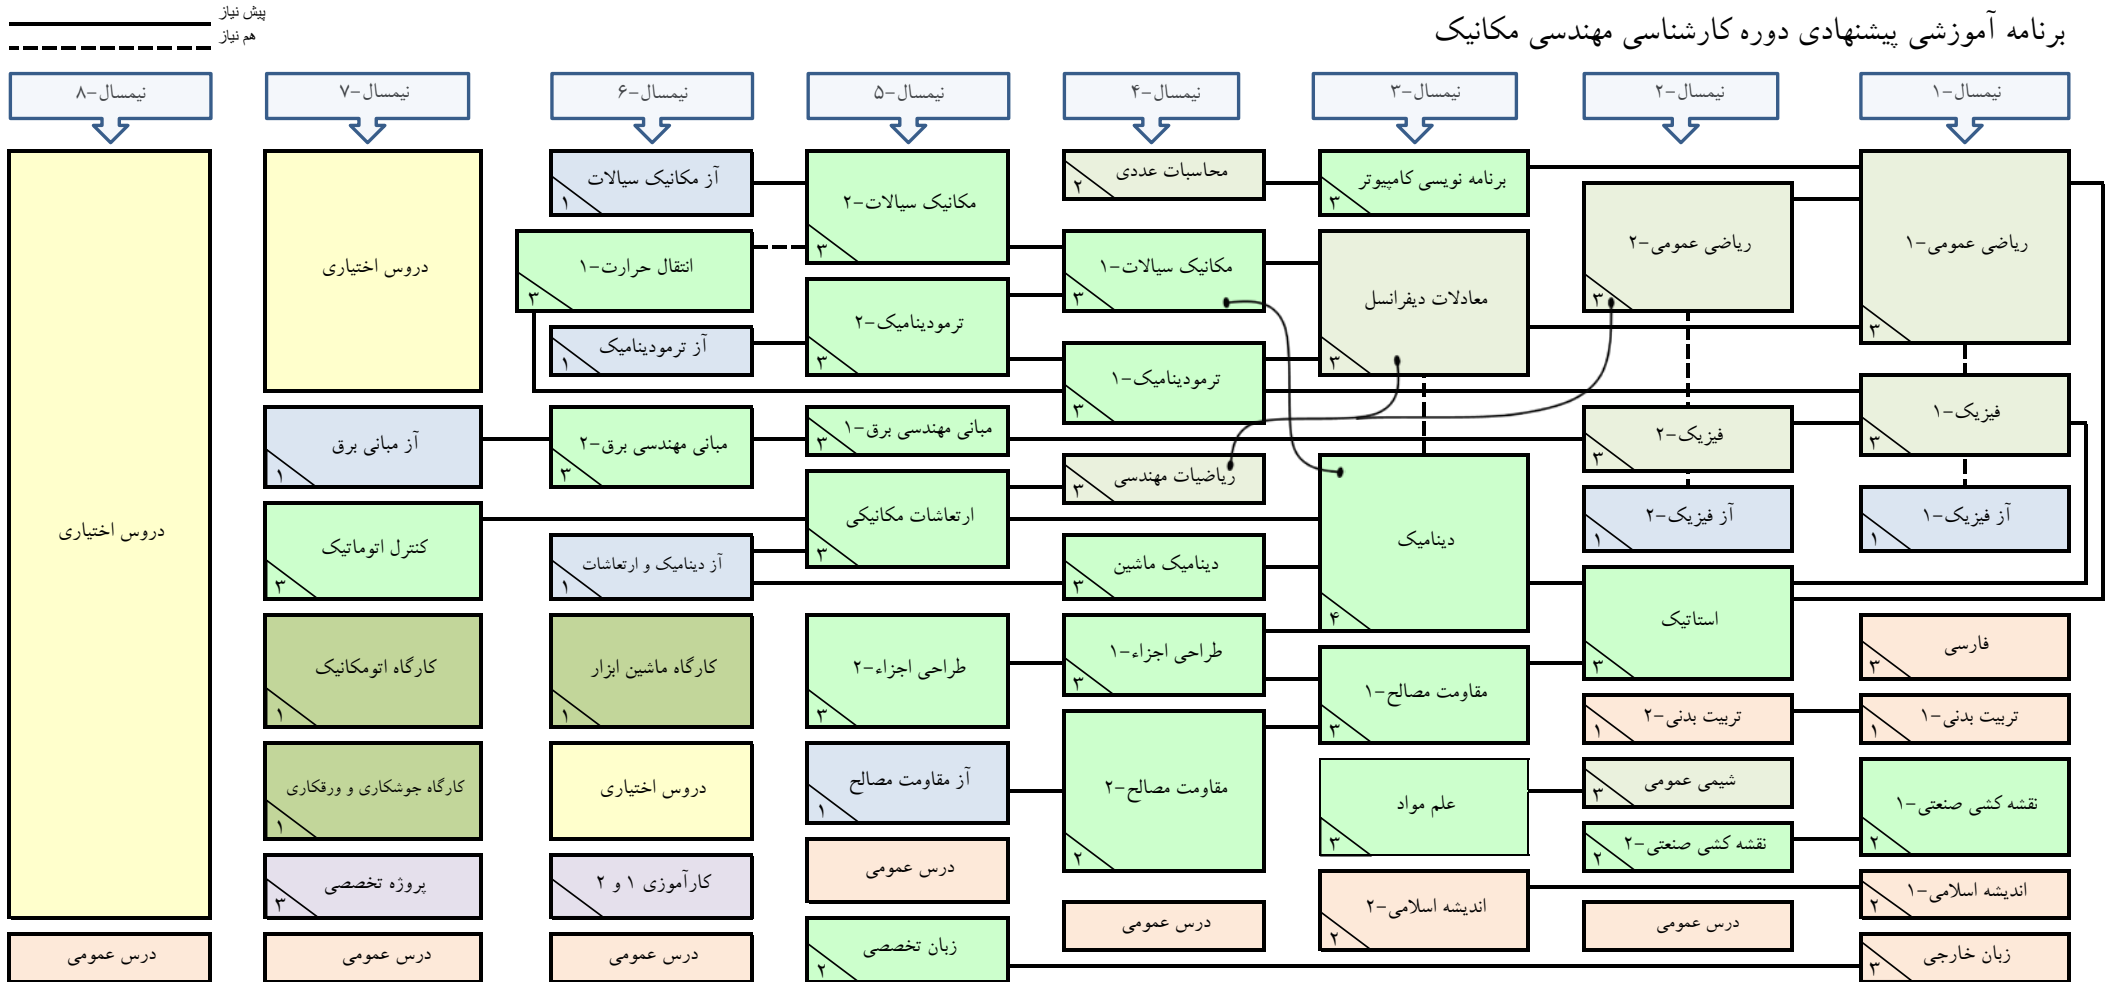 برنامه آموزشی پیشنهادی دوره کارشناسی مهندسی مکانیک
پیش نیاز
هم نیاز
نیمسال-۱
نیمسال-۲
نیمسال-۳
نیمسال-۴
نیمسال-۵
نیمسال-۶
نیمسال-۷
نیمسال-۸
ریاضی عمومی-۱
۳
فیزیک-۱
۳
آز فیزیک-۱
۱
فارسی
۳
تربیت بدنی-۱
۱
نقشه کشی صنعتی-۱
۲
اندیشه اسلامی-۱
۲
زبان خارجی
۳
ریاضی عمومی-۲
۳
فیزیک-۲
۳
آز فیزیک-۲
۱
استاتیک
۳
تربیت بدنی-۲
۱
شیمی عمومی
۳
نقشه کشی صنعتی-۲
۲
درس عمومی
برنامه نویسی کامپیوتر
۳
معادلات دیفرانسل
۳
دینامیک
۴
مقاومت مصالح-۱
۳
علم مواد
۳
اندیشه اسلامی-۲
۲
محاسبات عددی
۲
مکانیک سیالات-۱
۳
ترمودینامیک-۱
۳
ریاضیات مهندسی
۳
دینامیک ماشین
۳
طراحی اجزاء-۱
۳
مقاومت مصالح-۲
۲
درس عمومی
مکانیک سیالات-۲
۳
ترمودینامیک-۲
۳
مبانی مهندسی برق-۱
۳
ارتعاشات مکانیکی
۳
طراحی اجزاء-۲
۳
آز مقاومت مصالح
۱
درس عمومی
زبان تخصصی
۲
آز مکانیک سیالات
۱
انتقال حرارت-۱
۳
آز ترمودینامیک
۱
مبانی مهندسی برق-۲
۳
آز دینامیک و ارتعاشات
۱
کارگاه ماشین ابزار
۱
دروس اختیاری
کارآموزی ۱ و ۲
درس عمومی
دروس اختیاری
آز مبانی برق
۱
کنترل اتوماتیک
۳
کارگاه اتومکانیک
۱
کارگاه جوشکاری و ورقکاری
۱
پروژه تخصصی
۳
درس عمومی
دروس اختیاری
درس عمومی